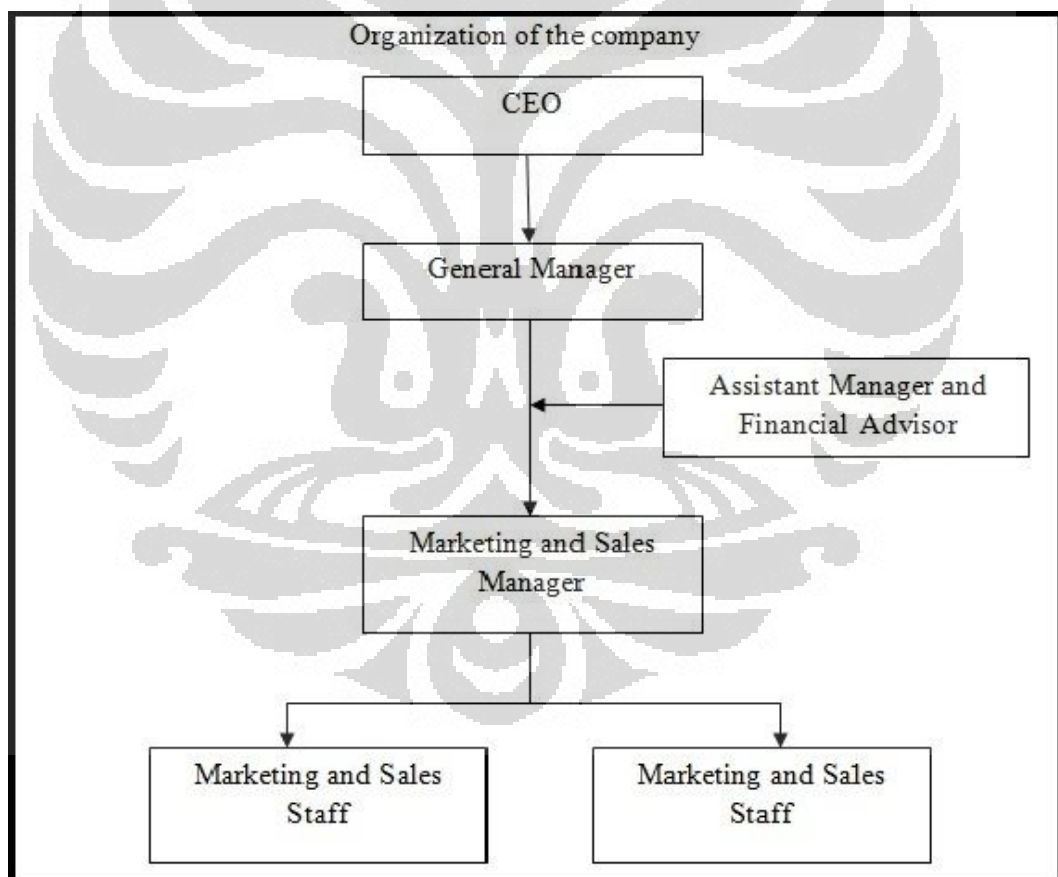 Organization of the company
CEO
General Manager
Assistant Manager and
Financial Advisor
Marketing and Sales
Manager
Marketing and Sales
Staff
Marketing and Sales
Staff